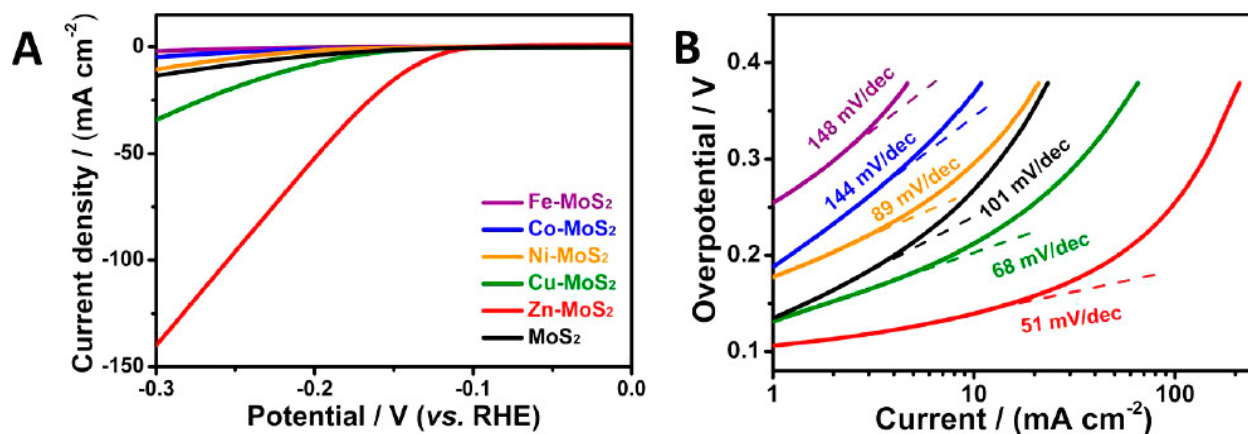 A
Current density / (mA cm⁻²)
0
-50
-100
-150
-0.3
-0.2
-0.1
0.0
Potential / V (vs. RHE)
Fe-MoS₂
Co-MoS₂
Ni-MoS₂
Cu-MoS₂
Zn-MoS₂
MoS₂
B
Overpotential / V
0.4
0.3
0.2
0.1
1
10
100
Current / (mA cm⁻²)
148 mV/dec
144 mV/dec
89 mV/dec
101 mV/dec
68 mV/dec
51 mV/dec